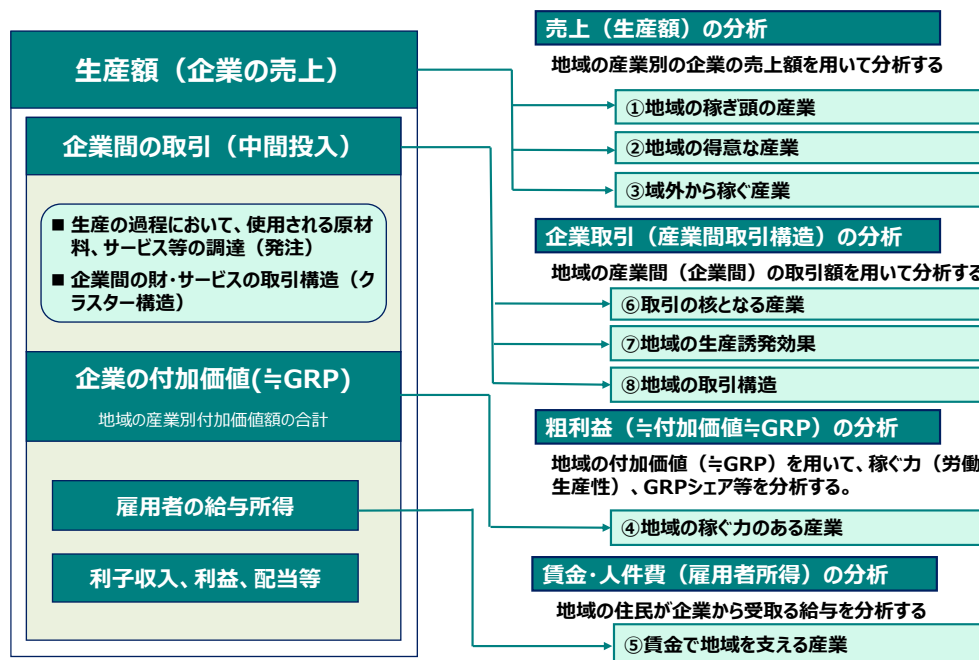 生産額（企業の売上）
企業間の取引（中間投入）
■ 生産の過程において、使用される原材
料、サービス等の調達（発注）
■ 企業間の財・サービスの取引構造（ク
ラスター構造）
企業の付加価値(≒GRP)
地域の産業別付加価値額の合計
雇用者の給与所得
利子収入、利益、配当等
売上（生産額）の分析
地域の産業別の企業の売上額を用いて分析する
①地域の稼ぎ頭の産業
②地域の得意な産業
③域外から稼ぐ産業
企業取引（産業間取引構造）の分析
地域の産業間（企業間）の取引額を用いて分析する
⑥取引の核となる産業
⑦地域の生産誘発効果
⑧地域の取引構造
粗利益（≒付加価値≒GRP）の分析
地域の付加価値（≒GRP）を用いて、稼ぐ力（労働
生産性）、GRPシェア等を分析する。
④地域の稼ぐ力のある産業
賃金・人件費（雇用者所得）の分析
地域の住民が企業から受取る給与を分析する
⑤賃金で地域を支える産業